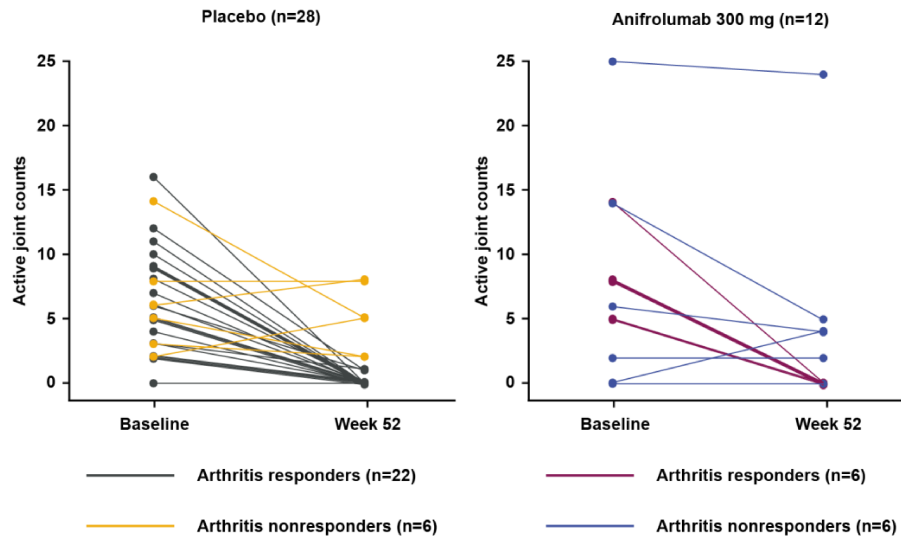 Placebo (n=28)
Active joint counts
25
20
15
10
5
0
Baseline
Week 52
Arthritis responders (n=22)
Arthritis nonresponders (n=6)
Anifrolumab 300 mg (n=12)
Active joint counts
25
20
15
10
5
0
Baseline
Week 52
Arthritis responders (n=6)
Arthritis nonresponders (n=6)